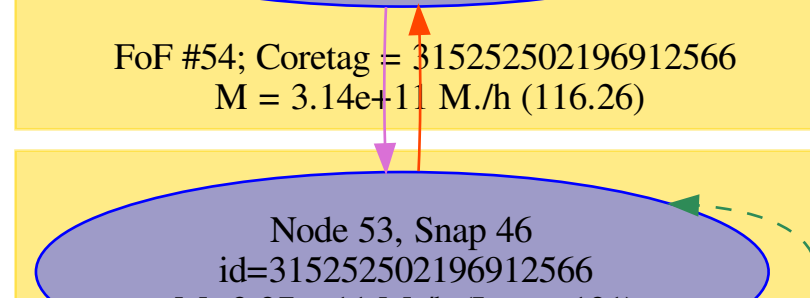 FoF #54; Coretag = 315252502196912566
M = 3.14e+11 M./h (116.26)
Node 53, Snap 46
id=315252502196912566